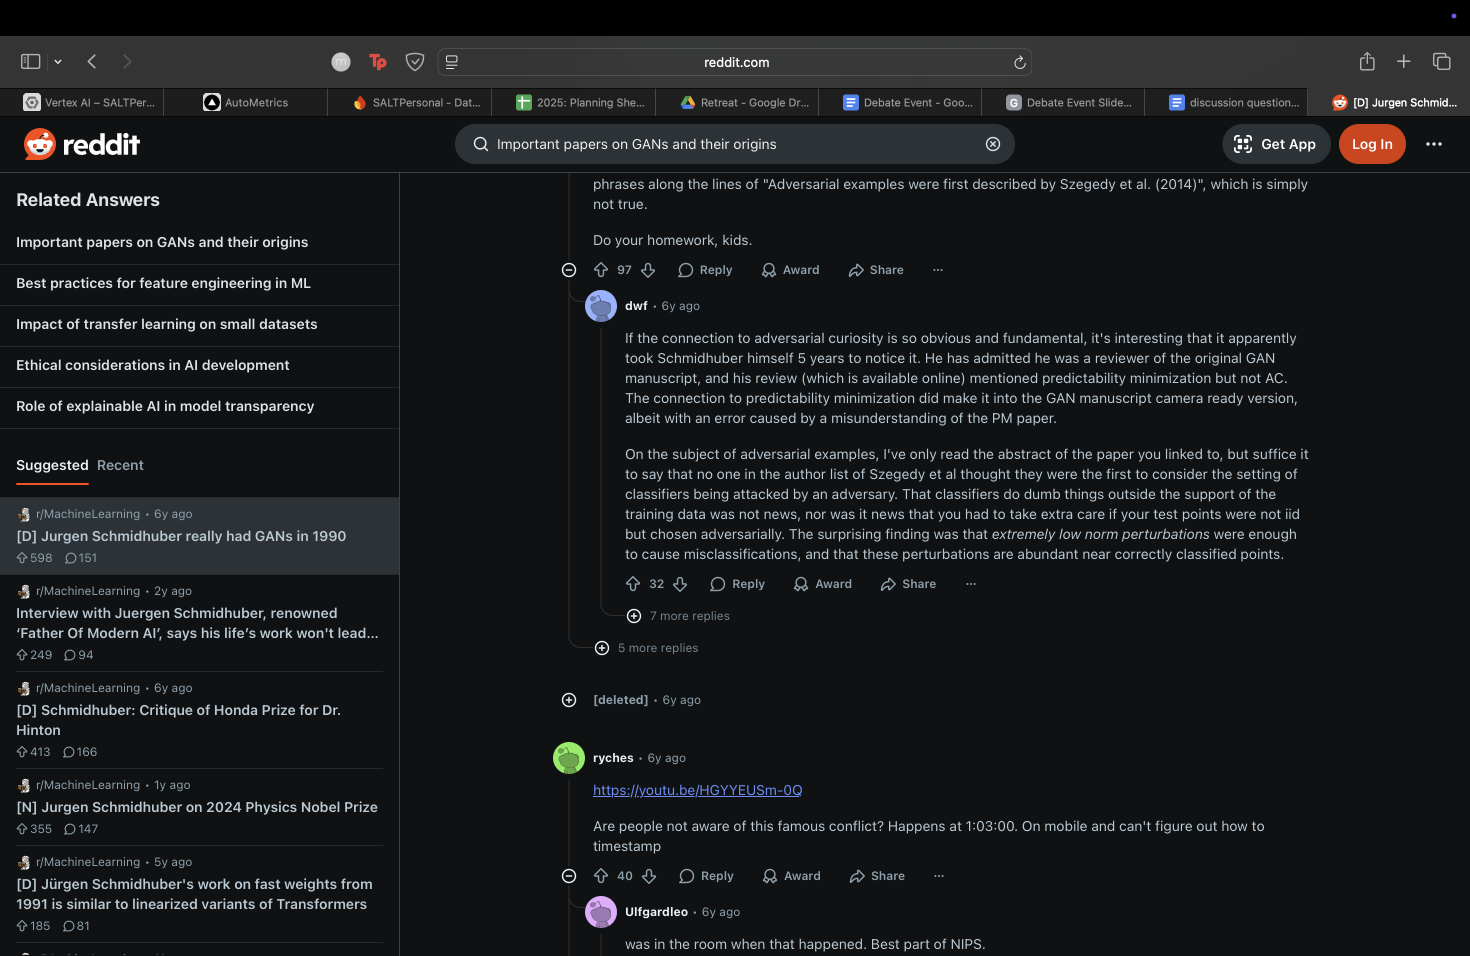 reddit.com
Vertex AI – SALTPer...
AutoMetrics
SALTPersonal - Dat...
2025: Planning She...
Retreat - Google Dr...
Debate Event - Goo...
Debate Event Slide...
discussion question...
[D] Jurgen Schmid...
reddit
Important papers on GANs and their origins
Get App
Log In
Related Answers
Important papers on GANs and their origins
Best practices for feature engineering in ML
Impact of transfer learning on small datasets
Ethical considerations in AI development
Role of explainable AI in model transparency
Suggested
Recent
r/MachineLearning • 6y ago
[D] Jurgen Schmidhuber really had GANs in 1990
598 151
r/MachineLearning • 2y ago
Interview with Juergen Schmidhuber, renowned
‘Father Of Modern AI’, says his life’s work won't lead...
249 94
r/MachineLearning • 6y ago
[D] Schmidhuber: Critique of Honda Prize for Dr.
Hinton
413 166
r/MachineLearning • 1y ago
[N] Jurgen Schmidhuber on 2024 Physics Nobel Prize
355 147
r/MachineLearning • 5y ago
[D] Jürgen Schmidhuber's work on fast weights from
1991 is similar to linearized variants of Transformers
185 81
phrases along the lines of "Adversarial examples were first described by Szegedy et al. (2014)", which is simply
not true.
Do your homework, kids.
97 Reply Award Share
dwf • 6y ago
If the connection to adversarial curiosity is so obvious and fundamental, it's interesting that it apparently
took Schmidhuber himself 5 years to notice it. He has admitted he was a reviewer of the original GAN
manuscript, and his review (which is available online) mentioned predictability minimization but not AC.
The connection to predictability minimization did make it into the GAN manuscript camera ready version,
albeit with an error caused by a misunderstanding of the PM paper.
On the subject of adversarial examples, I've only read the abstract of the paper you linked to, but suffice it
to say that no one in the author list of Szegedy et al thought they were the first to consider the setting of
classifiers being attacked by an adversary. That classifiers do dumb things outside the support of the
training data was not news, nor was it news that you had to take extra care if your test points were not iid
but chosen adversarially. The surprising finding was that extremely low norm perturbations were enough
to cause misclassifications, and that these perturbations are abundant near correctly classified points.
32 Reply Award Share
7 more replies
5 more replies
[deleted] • 6y ago
ryches • 6y ago
https://youtu.be/HGYYEUSm-0Q
Are people not aware of this famous conflict? Happens at 1:03:00. On mobile and can't figure out how to
timestamp
40 Reply Award Share
Ulfgardleo • 6y ago
was in the room when that happened. Best part of NIPS.